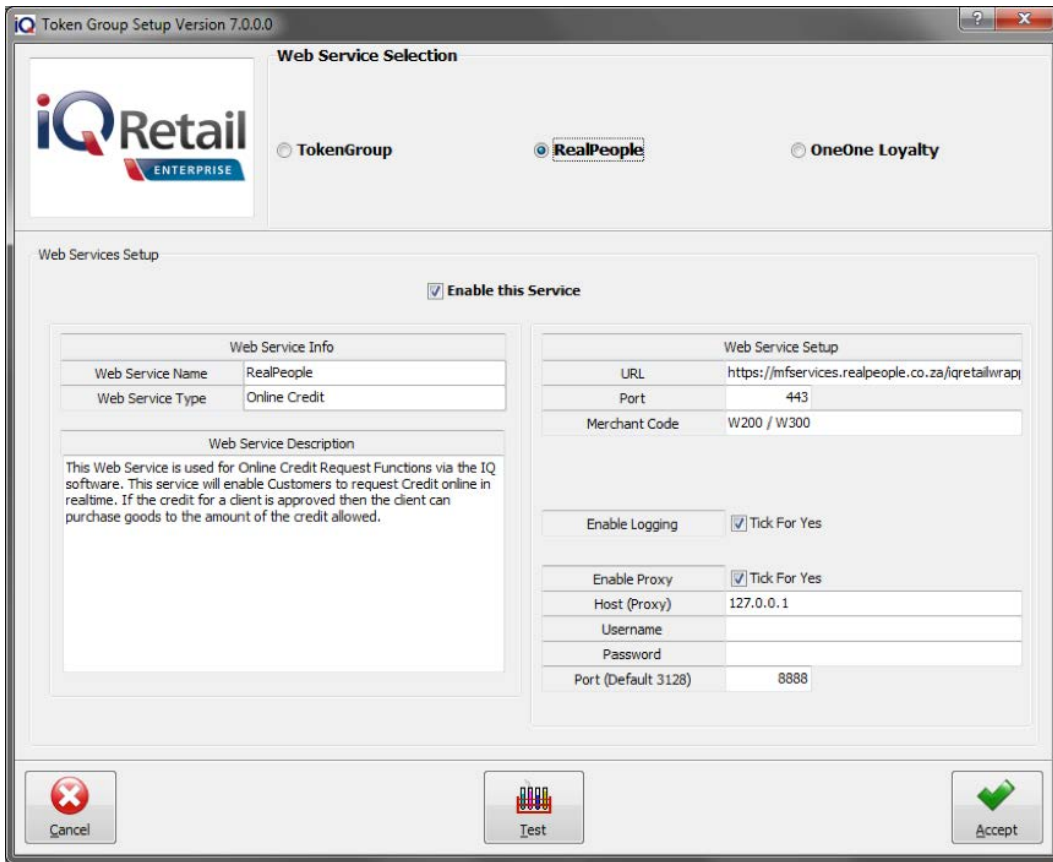 iQ Token Group Setup Version 7.0.0.0
?
x
iQ Retail
ENTERPRISE
Web Service Selection
TokenGroup
RealPeople
OneOne Loyalty
Web Services Setup
Enable this Service
Web Service Info
Web Service Name RealPeople
Web Service Type Online Credit
Web Service Description
This Web Service is used for Online Credit Request Functions via the IQ
software. This service will enable Customers to request Credit online in
realtime. If the credit for a client is approved then the client can
purchase goods to the amount of the credit allowed.
Web Service Setup
URL https://mfservices.realpeople.co.za/iqretailwrap
Port 443
Merchant Code W200 / W300
Enable Logging Tick For Yes
Enable Proxy Tick For Yes
Host (Proxy) 127.0.0.1
Username
Password
Port (Default 3128) 8888
Cancel
Test
Accept